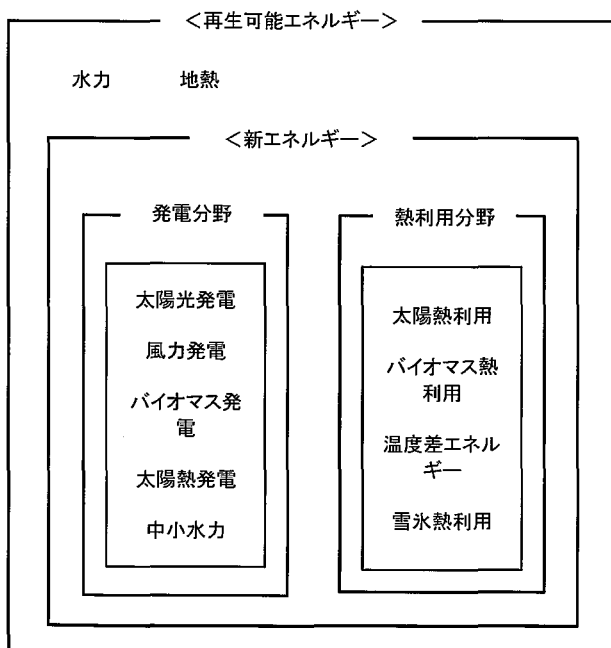 ＜再生可能エネルギー＞
水力 地熱
＜新エネルギー＞
発電分野
太陽光発電
風力発電
バイオマス発
電
太陽熱発電
中小水力
熱利用分野
太陽熱利用
バイオマス熱
利用
温度差エネル
ギー
雪氷熱利用